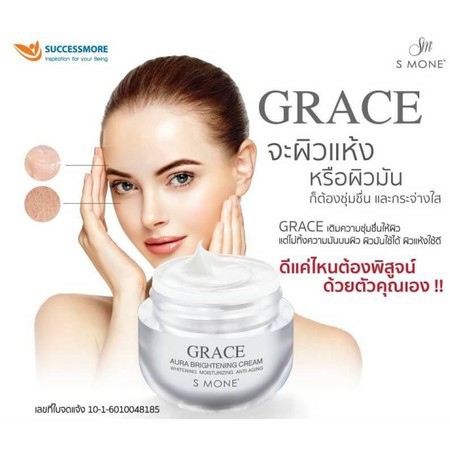 SUCCESSMORE
Inspiration for your Being
SM
S MONE
GRACE
จะผิวแห้ง
หรือผิวมัน
ก็ต้องชุ่มชื่น และกระจ่างใส
GRACE เติมความชุ่มชื่นให้ผิว
แต่ไม่ทิ้งความมันบนผิว ผิวมันใช้ได้ ผิวแห้งใช้ดี
ดีแค่ไหนต้องพิสูจน์
ด้วยตัวคุณเอง !!
GRACE
AURA BRIGHTENING CREAM
WHITENING MOISTURIZING ANTI-AGING
S MONE
เลขที่ใบจดแจ้ง 10-1-6010048185